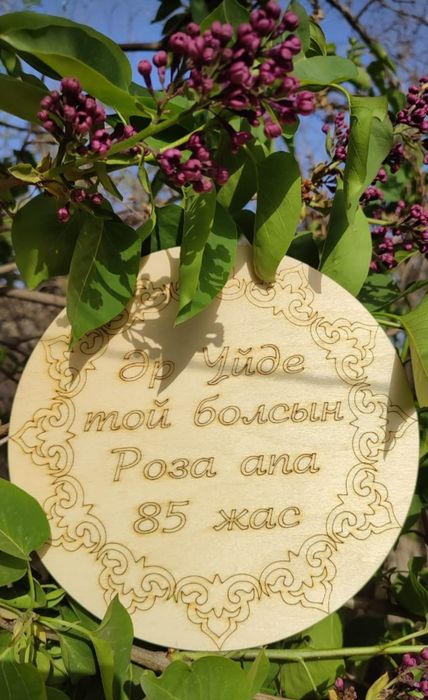 Әр Үйде
той болсын
Роза апа
85 жас